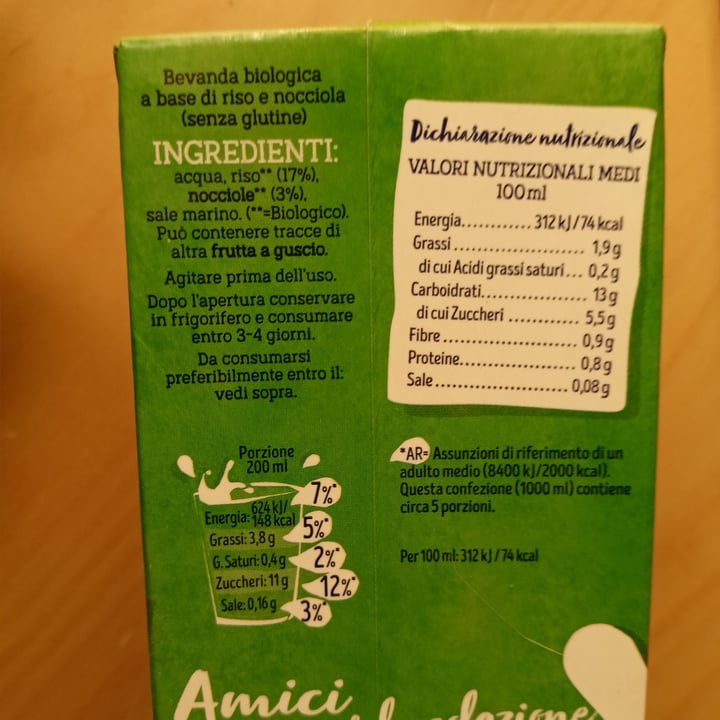 Bevanda biologica
a base di riso e nocciola
(senza glutine)
INGREDIENTI:
acqua, riso** (17%),
nocciole** (3%),
sale marino. (**=Biologico).
Può contenere tracce di
altra frutta a guscio.
Agitare prima dell'uso.
Dopo l'apertura conservare
in frigorifero e consumare
entro 3-4 giorni.
Da consumarsi
preferibilmente entro il:
vedi sopra.
Porzione
200 ml
Energia: 624 kJ/ 148 kcal 7%*
Grassi: 3,8 g 5%*
G. Saturi: 0,4 g 2%*
Zuccheri: 11 g 12%*
Sale: 0,16 g 3%*
Dichiarazione nutrizionale
VALORI NUTRIZIONALI MEDI
100 ml
Energia............ 312 kJ/74 kcal
Grassi ....................... 1,9 g
di cui Acidi grassi saturi... 0,2 g
Carboidrati.................. 13 g
di cui Zuccheri ............ 5,5 g
Fibre ........................ 0,9 g
Proteine..................... 0,8 g
Sale ......................... 0,08 g
*AR= Assunzioni di riferimento di un
adulto medio (8400 kJ/2000 kcal).
Questa confezione (1000 ml) contiene
circa 5 porzioni.
Per 100 ml: 312 kJ / 74 kcal
Amici